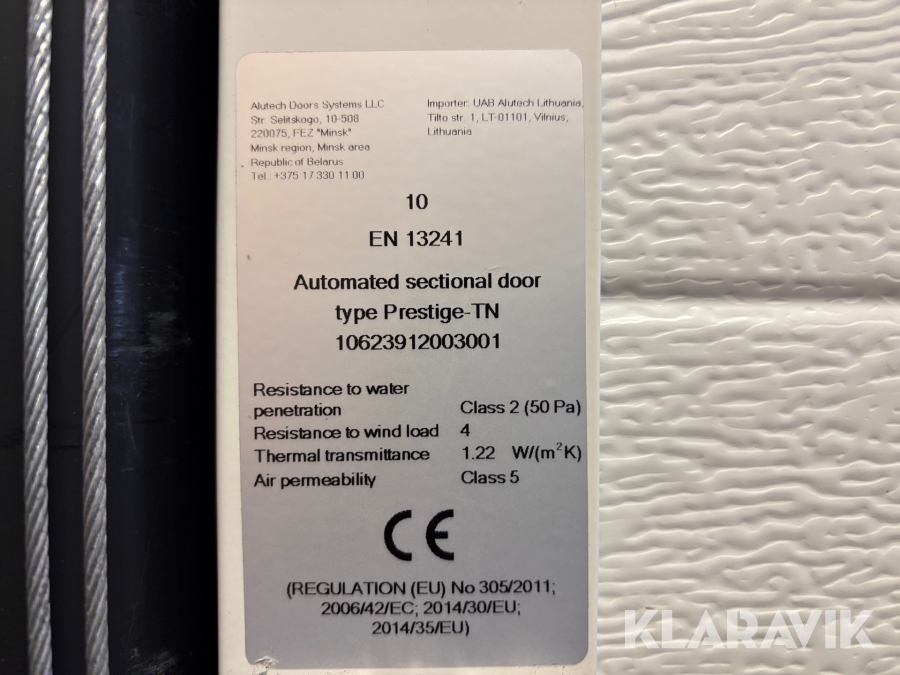 Alutech Doors Systems LLC
Str. Selitskogo, 10-508
220075, FEZ "Minsk"
Minsk region, Minsk area
Republic of Belarus
Tel.: +375 17 330 11 00
Importer: UAB Alutech Lithuania,
Tilto str. 1, LT-01101, Vilnius,
Lithuania
10
EN 13241
Automated sectional door
type Prestige-TN
10623912003001
Resistance to water
penetration Class 2 (50 Pa)
Resistance to wind load 4
Thermal transmittance 1.22 W/(m²K)
Air permeability Class 5
CE
(REGULATION (EU) No 305/2011;
2006/42/EC; 2014/30/EU;
2014/35/EU)
KLARAVIK